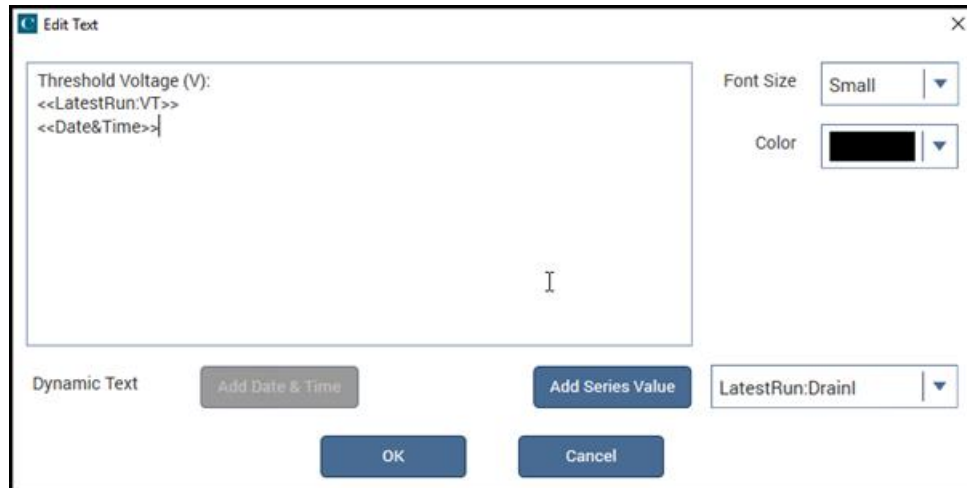 C Edit Text
Threshold Voltage (V):
<<LatestRun:VT>>
<<Date&Time>>
Font Size
Small
Color
Dynamic Text
Add Date & Time
Add Series Value
LatestRun:DrainI
OK
Cancel